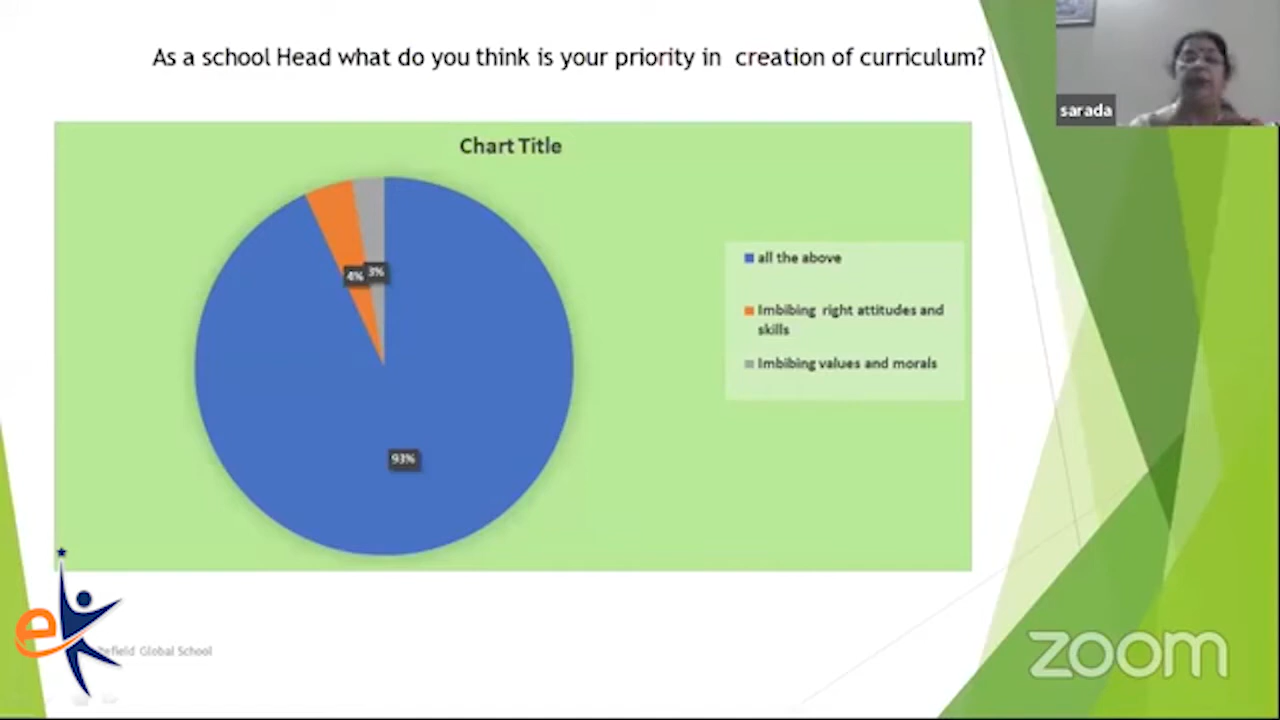 As a school Head what do you think is your priority in creation of curriculum?
sarada
Chart Title
4%
3%
93%
all the above
Imbibing right attitudes and
skills
Imbibing values and morals
e
Global School
zoom